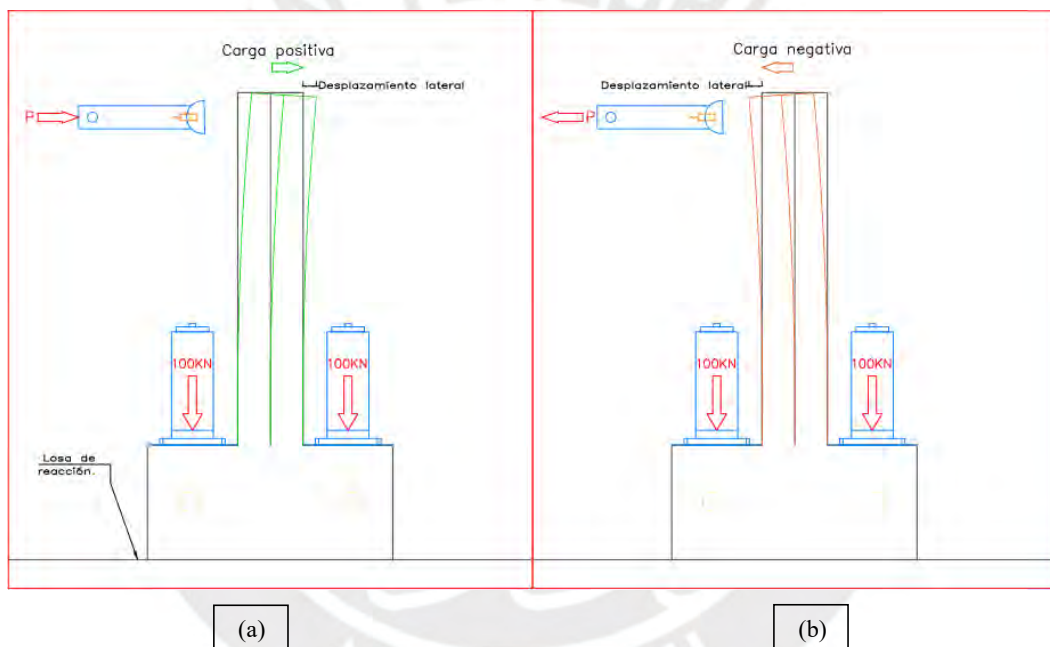 Carga positiva
Desplazamiento lateral
P
100KN
100KN
Losa de
reacción.
(a)
Carga negativa
Desplazamiento lateral
P
100KN
100KN
(b)